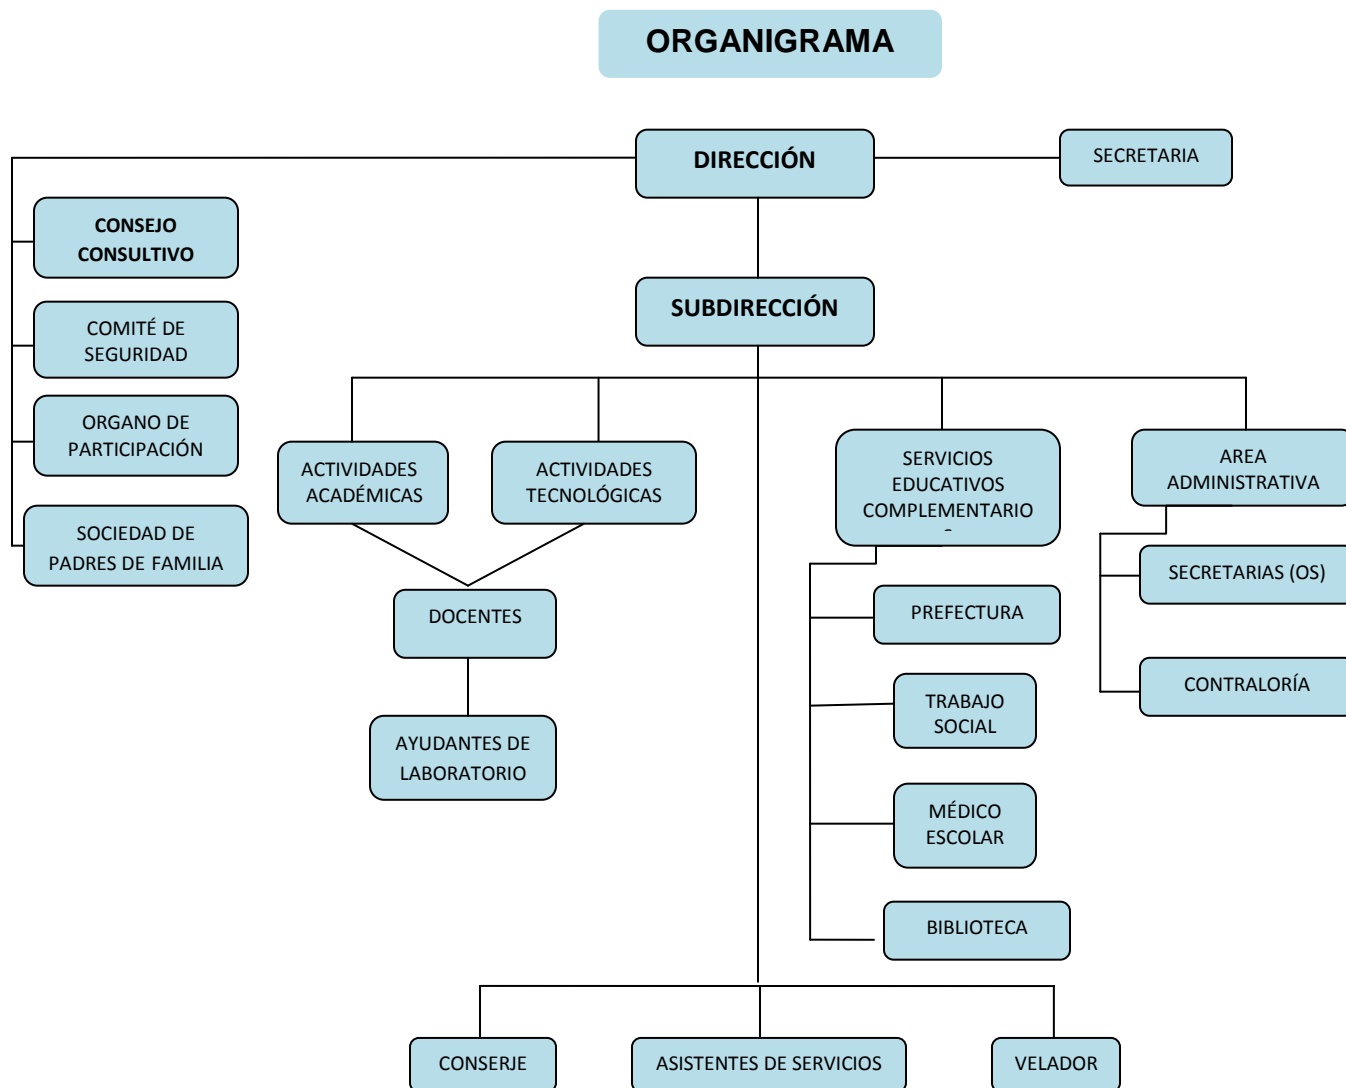 ORGANIGRAMA
DIRECCIÓN
SECRETARIA
CONSEJO
CONSULTIVO
SUBDIRECCIÓN
COMITÉ DE
SEGURIDAD
ORGANO DE
PARTICIPACIÓN
SOCIEDAD DE
PADRES DE FAMILIA
ACTIVIDADES
ACADÉMICAS
ACTIVIDADES
TECNOLÓGICAS
SERVICIOS
EDUCATIVOS
COMPLEMENTARIO
S
AREA
ADMINISTRATIVA
DOCENTES
AYUDANTES DE
LABORATORIO
PREFECTURA
TRABAJO
SOCIAL
MÉDICO
ESCOLAR
BIBLIOTECA
SECRETARIAS (OS)
CONTRALORÍA
CONSERJE
ASISTENTES DE SERVICIOS
VELADOR